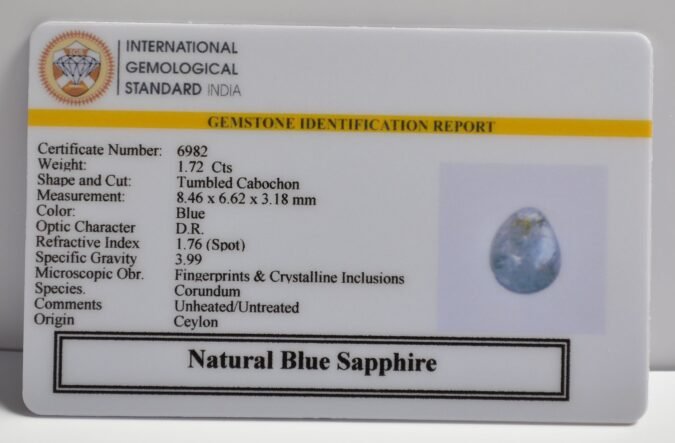 INTERNATIONAL
GEMOLOGICAL
STANDARD INDIA
GEMSTONE IDENTIFICATION REPORT
Certificate Number: 6982
Weight: 1.72 Cts
Shape and Cut: Tumbled Cabochon
Measurement: 8.46 x 6.62 x 3.18 mm
Color: Blue
Optic Character D.R.
Refractive Index 1.76 (Spot)
Specific Gravity 3.99
Microscopic Obr. Fingerprints & Crystalline Inclusions
Species. Corundum
Comments Unheated/Untreated
Origin Ceylon
Natural Blue Sapphire